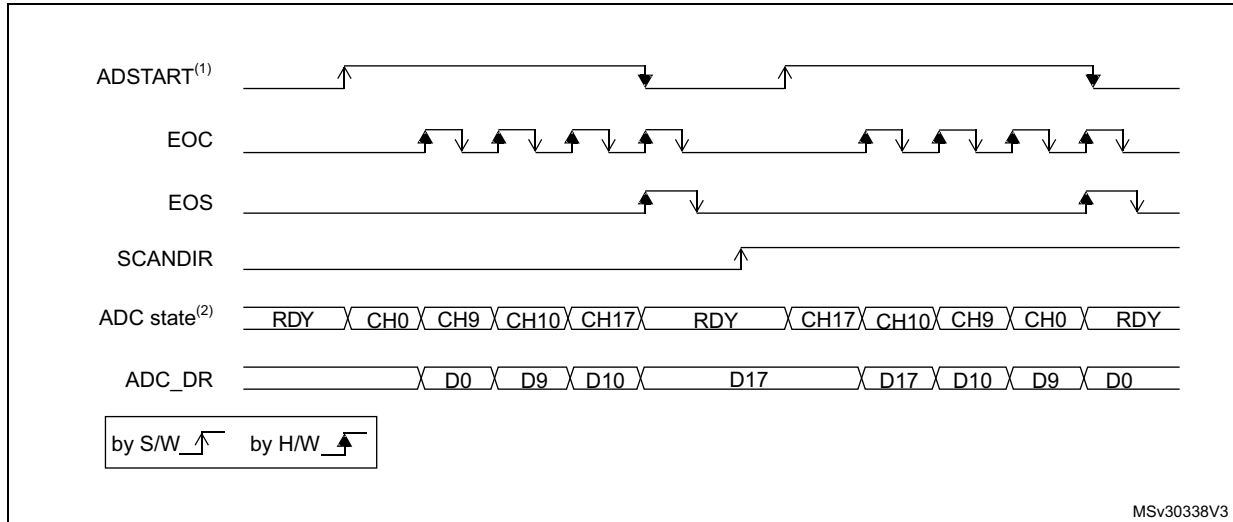 ADSTART(1)
EOC
EOS
SCANDIR
ADC state(2) RDY CH0 CH9 CH10 CH17 RDY CH17 CH10 CH9 CH0 RDY
ADC_DR D0 D9 D10 D17 D17 D10 D9 D0
by S/W by H/W
MSv30338V3